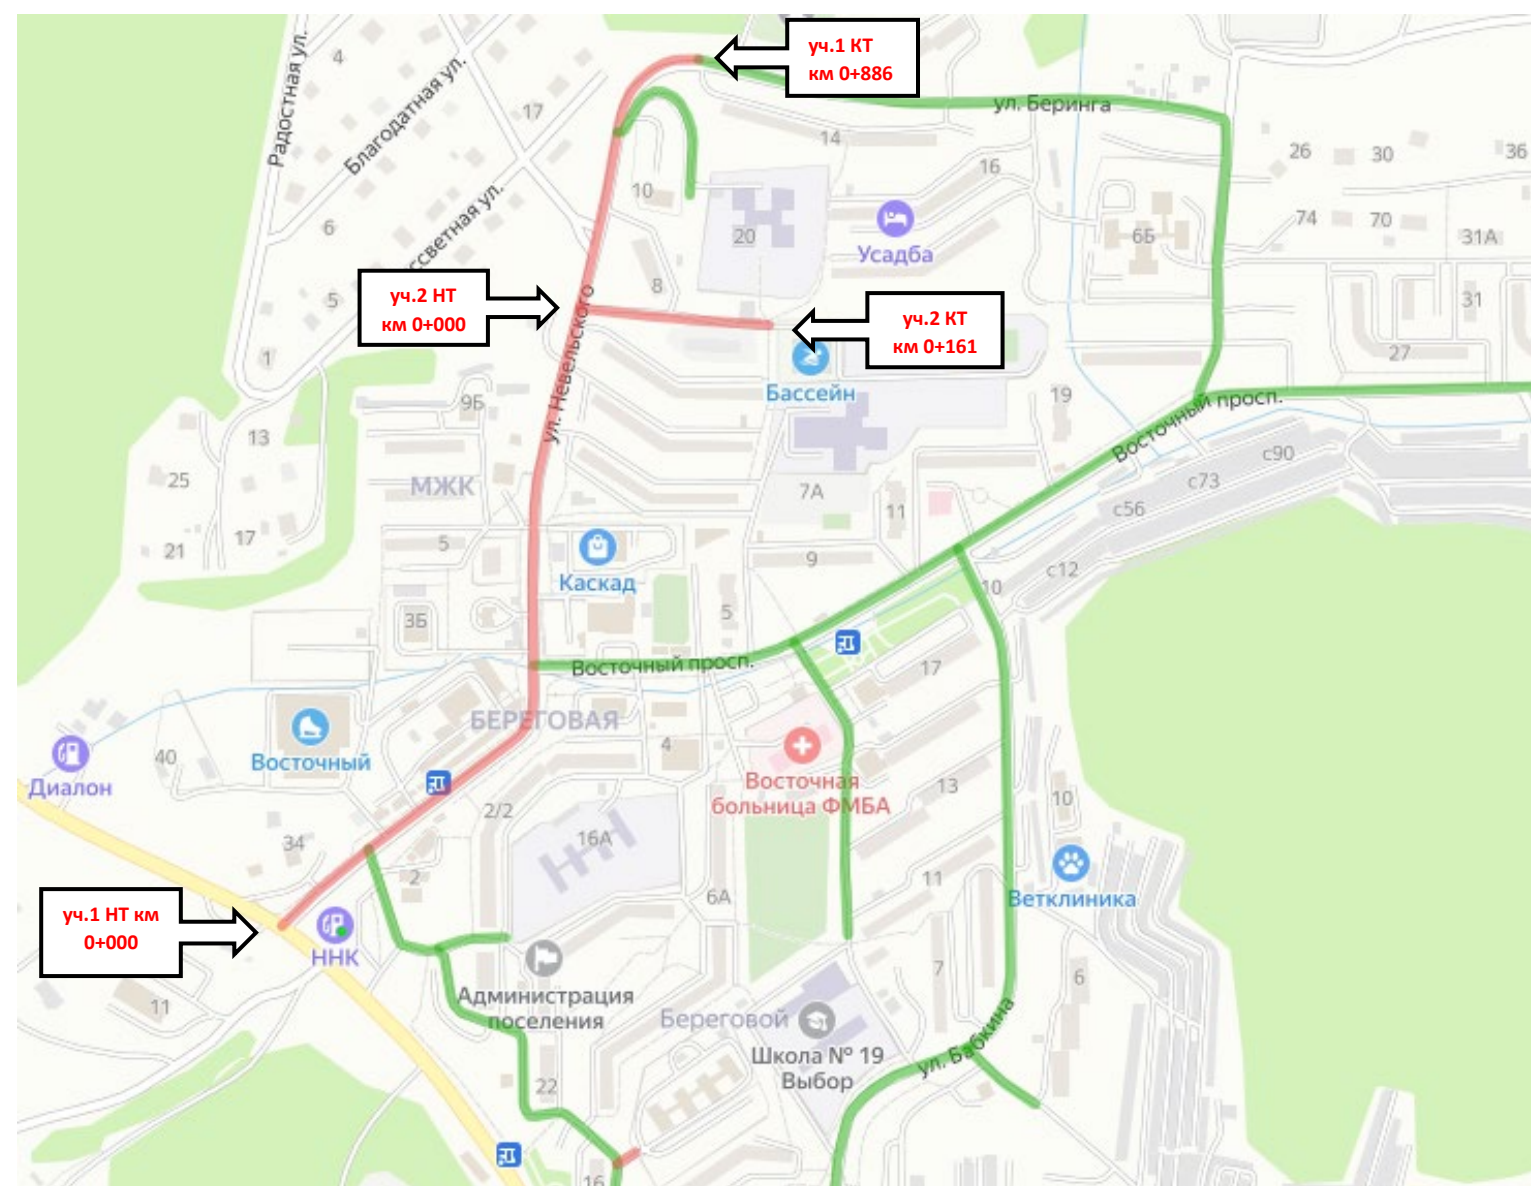 уч.1 КТ
км 0+886
Радостная ул.
4
Благодатная ул.
17
ул. Беринга
14
16
26
30
36
10
20
Усадба
6Б
74
70
31А
6
ссветная ул.
5
8
31
уч.2 НТ
км 0+000
уч.2 КТ
км 0+161
ул. Невельского
1
27
Бассейн
9Б
19
Восточный просп.
13
25
МЖК
7А
11
с90
с73
с56
21
17
5
Каскад
9
10
с12
3Б
5
Восточный просп.
17
БЕРЕГОВАЯ
4
Диалон
40
Восточный
Восточная
больница ФМБА
13
10
2/2
16А
34
2
6А
11
Ветклиника
уч.1 НТ км
0+000
ННК
7
6
11
Администрация
поселения
Береговой
Школа № 19
Выбор
ул. Бабкина
22
16